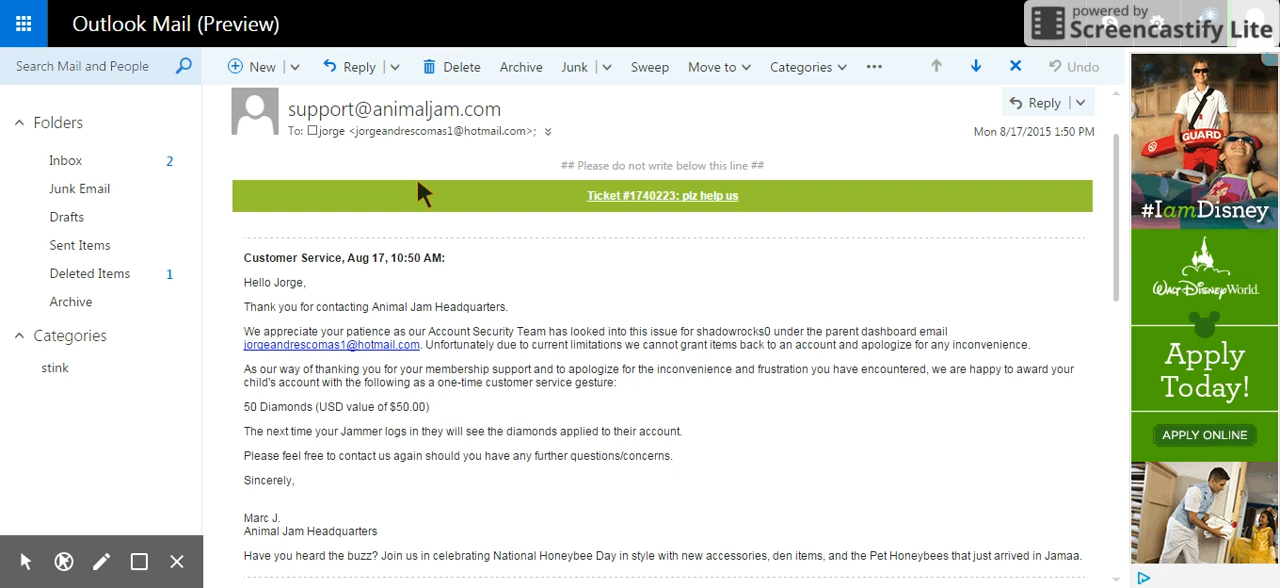 Outlook Mail (Preview)
powered by
Screencastify Lite
Search Mail and People
New
Reply
Delete
Archive
Junk
Sweep
Move to
Categories
Undo
Folders
Inbox 2
Junk Email
Drafts
Sent Items
Deleted Items 1
Archive
Categories
stink
support@animaljam.com
To: jorge <jorgeandrescomas1@hotmail.com>;
Reply
Mon 8/17/2015 1:50 PM
## Please do not write below this line ##
Ticket #1740223: plz help us
Customer Service, Aug 17, 10:50 AM:
Hello Jorge,
Thank you for contacting Animal Jam Headquarters.
We appreciate your patience as our Account Security Team has looked into this issue for shadowrocks0 under the parent dashboard email
jorgeandrescomas1@hotmail.com. Unfortunately due to current limitations we cannot grant items back to an account and apologize for any inconvenience.
As our way of thanking you for your membership support and to apologize for the inconvenience and frustration you have encountered, we are happy to award your
child's account with the following as a one-time customer service gesture:
50 Diamonds (USD value of $50.00)
The next time your Jammer logs in they will see the diamonds applied to their account.
Please feel free to contact us again should you have any further questions/concerns.
Sincerely,
Marc J.
Animal Jam Headquarters
Have you heard the buzz? Join us in celebrating National Honeybee Day in style with new accessories, den items, and the Pet Honeybees that just arrived in Jamaa.
GUARD
#IamDisney
WALT DISNEY World.
Apply
Today!
APPLY ONLINE